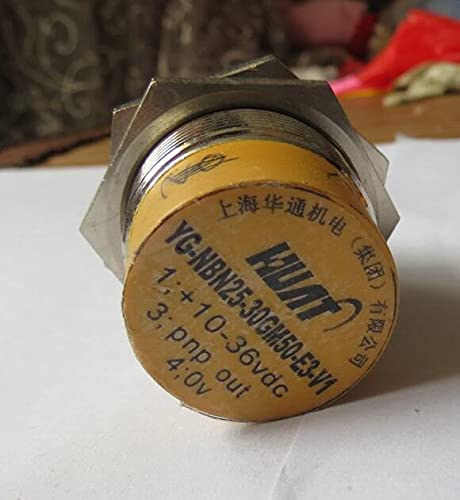 上海华通机电（集团）有限公司
HUAT
YG-NBN25-30GM50-E3-V1
1;+10-36vdc
3; pnp out
4;0v